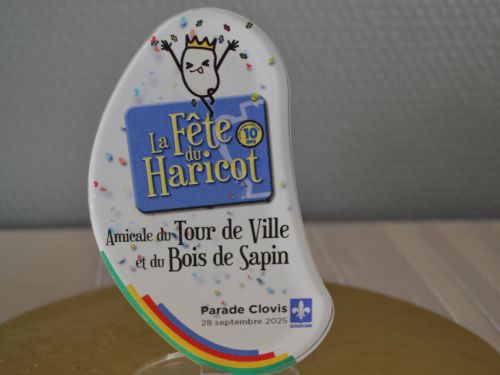 La Fête
du
Haricot
10
Amicale du Tour de Ville
et du Bois de Sapin
Parade Clovis
28 septembre 2025